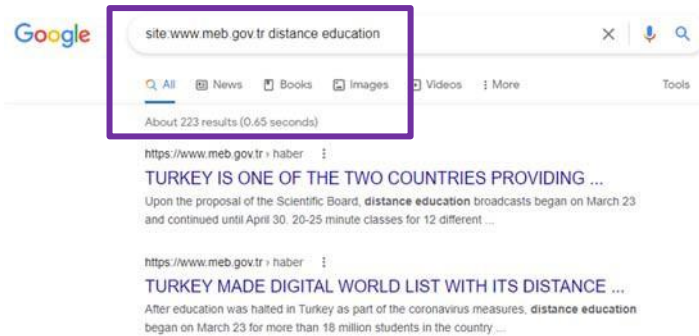 Google
site:www.meb.gov.tr distance education
All News Books Images Videos More Tools
About 223 results (0.65 seconds)
https://www.meb.gov.tr › haber
TURKEY IS ONE OF THE TWO COUNTRIES PROVIDING ...
Upon the proposal of the Scientific Board, distance education broadcasts began on March 23
and continued until April 30. 20-25 minute classes for 12 different ...
https://www.meb.gov.tr › haber
TURKEY MADE DIGITAL WORLD LIST WITH ITS DISTANCE ...
After education was halted in Turkey as part of the coronavirus measures, distance education
began on March 23 for more than 18 million students in the country ...